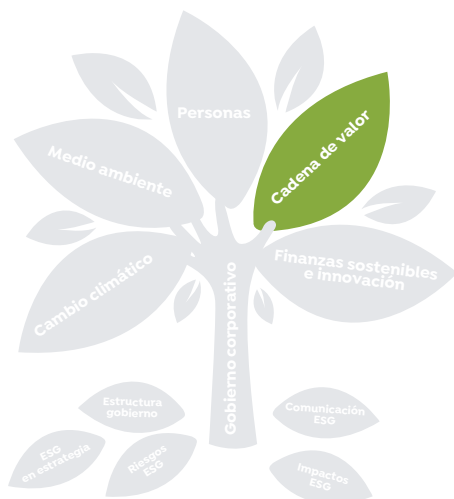 Personas
Cadena de valor
Medio ambiente
Finanzas sostenibles
e innovación
Cambio climático
Gobierno corporativo
Estructura
gobierno
Comunicación
ESG
ESG
en estrategia
Riesgos
ESG
Impactos
ESG